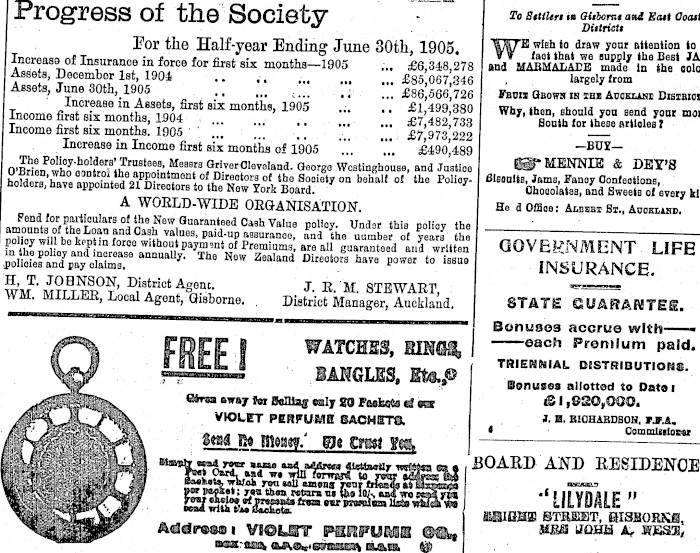 Progress of the Society
For the Half-year Ending June 30th, 1905.
Increase of Insurance in force for first six months—1905 ... £6,348,278
Assets, December 1st, 1904 .. .. ... ... ... £85,067,346
Assets, June 30th, 1905 .. .. ... ... ... £86,566,726
Increase in Assets, first six months, 1905 ... ... £1,499,380
Income first six months, 1904 ... ... ... £7,482,733
Income first six months. 1905 ... ... ... £7,973,222
Increase in Income first six months of 1905 ... ... £490,489
The Policy-holders' Trustees, Messrs Griver Cleveland. George Westinghouse, and Justice
O'Brien, who control the appointment of Directors of the Society on behalf of the Policy-
holders, have appointed 21 Directors to the New York Board.
A WORLD-WIDE ORGANISATION.
Fend for particulars of the New Guaranteed Cash Value policy. Under this policy the
amounts of the Loan and Cash values, paid-up assurance, and the number of years the
policy will be kept in force without payment of Premiums, are all guaranteed and written
in the policy and increase annually. The New Zealand Directors have power to issue
policies and pay claims.
H. T. JOHNSON, District Agent.
WM. MILLER, Local Agent, Gisborne.
J. R. M. STEWART,
District Manager, Auckland.
FREE!
WATCHES, RINGS,
BANGLES, Etc.,
Given away for Selling only 20 Packets of our
VIOLET PERFUME SACHETS.
Send No Money. We Trust You.
Simply send your name and address distinctly written on a
Post Card, and we will forward to your address the
Sachets, which you sell among your friends at Sixpence
per packet; you then return us the 10/-, and we send you
your choice of presents from our premium lists which we
send with the Sachets.
Address: VIOLET PERFUME CO.,
BOX G.P.O.,
To Settlers in Gisborne and East Coast
Districts
WE wish to draw your attention to
fact that we supply the Best JA
and MARMALADE made in the colo
largely from
FRUIT GROWN IN THE AUCKLAND DISTRIC
Why, then, should you send your mon
South for these articles?
—BUY—
MENNIE & DEY'S
Biscuits, Jams, Fancy Confections,
Chocolates, and Sweets of every ki
He d Office: ALBERT ST., AUCKLAND.
GOVERNMENT LIFE
INSURANCE.
STATE GUARANTEE.
Bonuses accrue with—
—each Premium paid.
TRIENNIAL DISTRIBUTIONS.
Bonuses allotted to Date:
£1,920,000.
J. H. RICHARDSON, F.F.A.,
Commissioner
BOARD AND RESIDENCE
"LILYDALE"
BRIGHT STREET, GISBORNE,
MRS JOHN A. WEST,